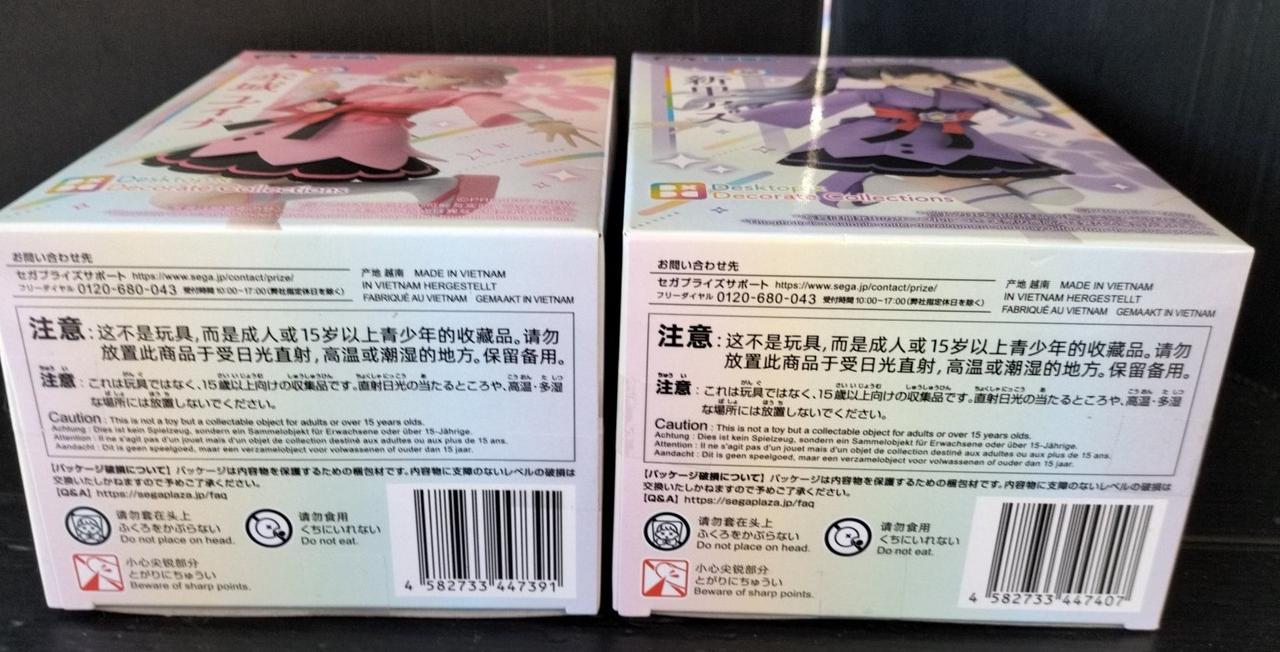 Desktop×
Decorate Collections
お問い合わせ先
セガプライズサポート https://www.sega.jp/contact/prize/
フリーダイヤル 0120-680-043 受付時間 10:00~17:00(弊社指定休日を除く)
产地 越南 MADE IN VIETNAM
IN VIETNAM HERGESTELLT
FABRIQUÉ AU VIETNAM GEMAAKT IN VIETNAM
注意:这不是玩具,而是成人或15岁以上青少年的收藏品。请勿
放置此商品于受日光直射,高温或潮湿的地方。保留备用。
注意:これは玩具ではなく、15歳以上向けの収集品です。直射日光の当たるところや、高温・多湿
な場所には放置しないでください。
Caution : This is not a toy but a collectable object for adults or over 15 years olds.
Achtung : Dies ist kein Spielzeug, sondern ein Sammelobjekt für Erwachsene oder über 15-Jährige.
Attention : Il ne s'agit pas d'un jouet mais d'un objet de collection destiné aux adultes ou aux plus de 15 ans.
Aandacht : Dit is geen speelgoed, maar een verzamelobject voor volwassenen of ouder dan 15 jaar.
【パッケージ破損について】パッケージは内容物を保護するための梱包材です。内容物に支障のないレベルの破損は
交換いたしかねますので予めご了承ください。
【Q&A】https://segaplaza.jp/faq
请勿套在头上
ふくろをかぶらない
Do not place on head.
请勿食用
くちにいれない
Do not eat.
小心尖锐部分
とがりにちゅうい
Beware of sharp points.
4 582733 447391
Desktop×
Decorate Collections
お問い合わせ先
セガプライズサポート https://www.sega.jp/contact/prize/
フリーダイヤル 0120-680-043 受付時間 10:00~17:00(弊社指定休日を除く)
产地 越南 MADE IN VIETNAM
IN VIETNAM HERGESTELLT
FABRIQUÉ AU VIETNAM GEMAAKT IN VIETNAM
注意:这不是玩具,而是成人或15岁以上青少年的收藏品。请勿
放置此商品于受日光直射,高温或潮湿的地方。保留备用。
注意:これは玩具ではなく、15歳以上向けの収集品です。直射日光の当たるところや、高温・多湿
な場所には放置しないでください。
Caution : This is not a toy but a collectable object for adults or over 15 years olds.
Achtung : Dies ist kein Spielzeug, sondern ein Sammelobjekt für Erwachsene oder über 15-Jährige.
Attention : Il ne s'agit pas d'un jouet mais d'un objet de collection destiné aux adultes ou aux plus de 15 ans.
Aandacht : Dit is geen speelgoed, maar een verzamelobject voor volwassenen of ouder dan 15 jaar.
【パッケージ破損について】パッケージは内容物を保護するための梱包材です。内容物に支障のないレベルの破損は
交換いたしかねますので予めご了承ください。
【Q&A】https://segaplaza.jp/faq
请勿套在头上
ふくろをかぶらない
Do not place on head.
请勿食用
くちにいれない
Do not eat.
小心尖锐部分
とがりにちゅうい
Beware of sharp points.
4 582733 447407